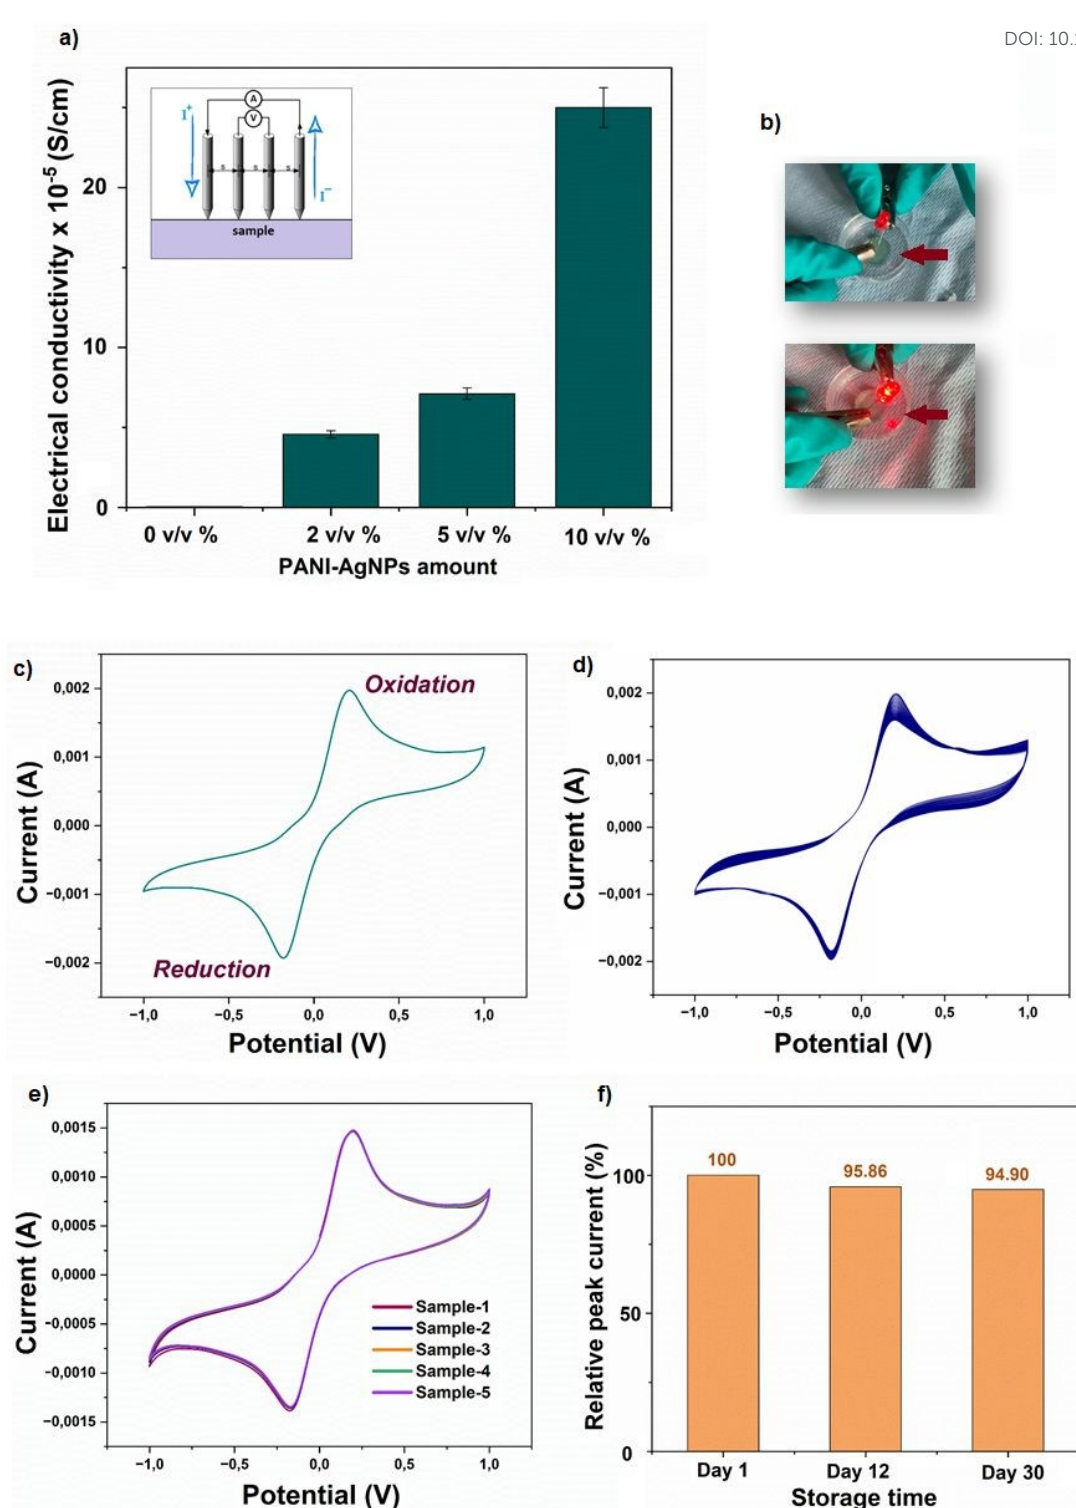 a)
DOI: 10.
Electrical conductivity x 10⁻⁵ (S/cm)
20
10
0
A
V
I⁺
s
s
s
I⁻
sample
0 v/v %
2 v/v %
5 v/v %
10 v/v %
PANI-AgNPs amount
b)
c)
Current (A)
0,002
0,001
0,000
−0,001
−0,002
Oxidation
Reduction
−1,0
−0,5
0,0
0,5
1,0
Potential (V)
d)
Current (A)
0,002
0,001
0,000
−0,001
−0,002
−1,0
−0,5
0,0
0,5
1,0
Potential (V)
e)
Current (A)
0,0015
0,0010
0,0005
0,0000
−0,0005
−0,0010
−0,0015
Sample-1
Sample-2
Sample-3
Sample-4
Sample-5
−1,0
−0,5
0,0
0,5
1,0
Potential (V)
f)
Relative peak current (%)
100
50
0
100
95.86
94.90
Day 1
Day 12
Day 30
Storage time